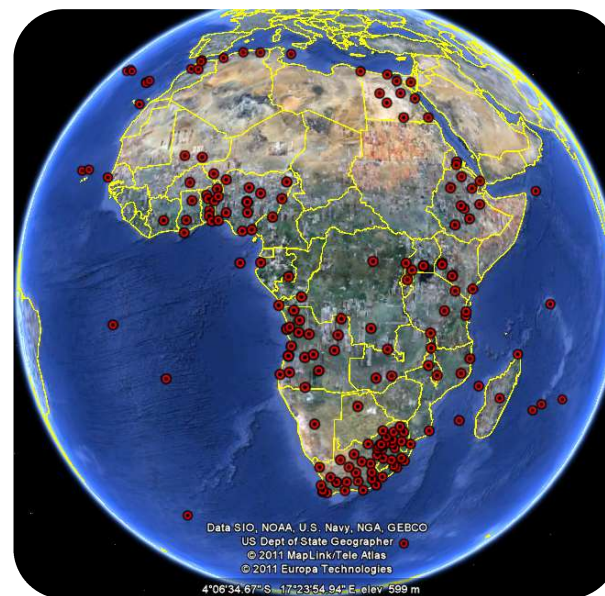 Data SIO, NOAA, U.S. Navy, NGA, GEBCO
US Dept of State Geographer
© 2011 MapLink/Tele Atlas
© 2011 Europa Technologies
4°06'34.67" S 17°23'54.94" E elev 599 m